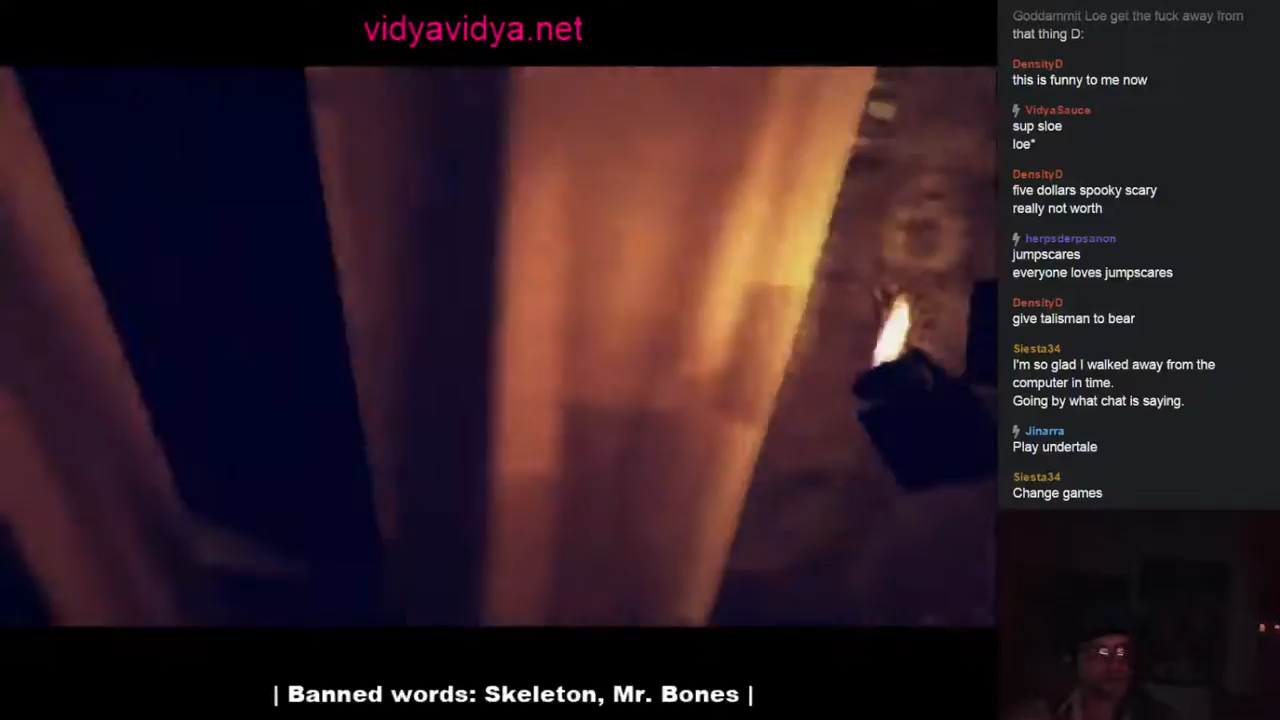 vidyavidya.net
Goddammit Loe get the fuck away from
that thing D:
DensityD
this is funny to me now
VidyaSauce
sup sloe
loe*
DensityD
five dollars spooky scary
really not worth
herpsderpsanon
jumpscares
everyone loves jumpscares
DensityD
give talisman to bear
Siesta34
I'm so glad I walked away from the
computer in time.
Going by what chat is saying.
Jinarra
Play undertale
Siesta34
Change games
| Banned words: Skeleton, Mr. Bones |